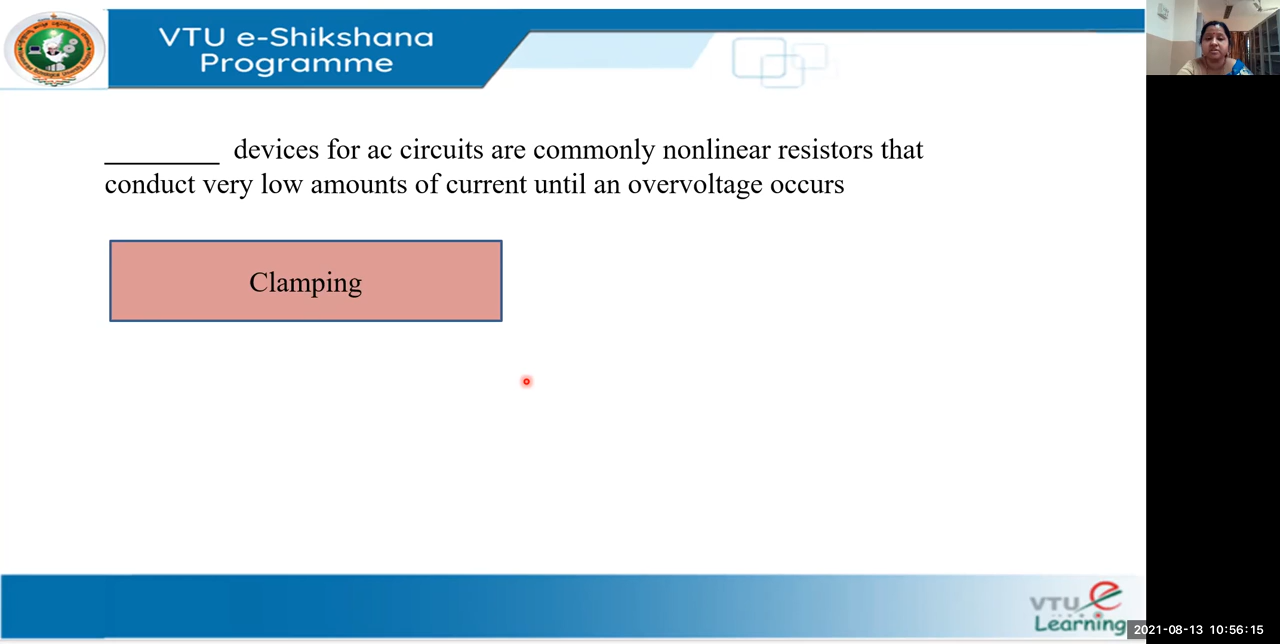 VTU e-Shikshana
Programme
________ devices for ac circuits are commonly nonlinear resistors that
conduct very low amounts of current until an overvoltage occurs
Clamping
VTU e
Learning
2021-08-13 10:56:15